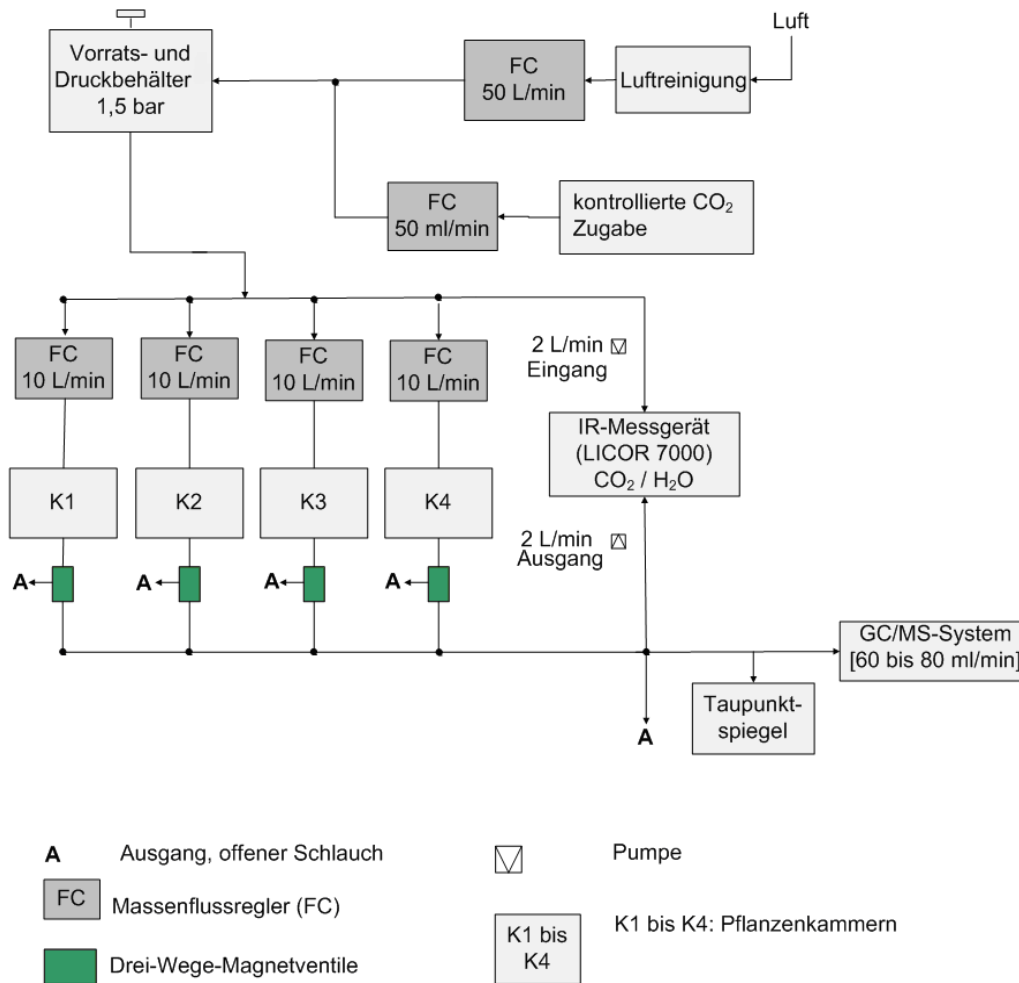 Luft
Vorrats- und
Druckbehälter
1,5 bar
FC
50 L/min
Luftreinigung
FC
50 ml/min
kontrollierte CO₂
Zugabe
FC
10 L/min
FC
10 L/min
FC
10 L/min
FC
10 L/min
2 L/min
Eingang
IR-Messgerät
(LICOR 7000)
CO₂ / H₂O
K1
K2
K3
K4
2 L/min
Ausgang
A
A
A
A
GC/MS-System
[60 bis 80 ml/min]
Taupunkt-
spiegel
A
A Ausgang, offener Schlauch
Pumpe
FC Massenflussregler (FC)
K1 bis
K4
K1 bis K4: Pflanzenkammern
Drei-Wege-Magnetventile